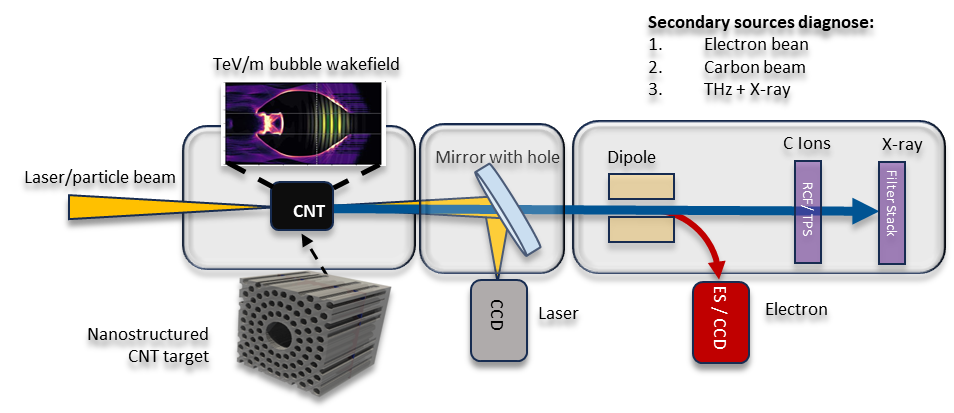 Secondary sources diagnose:
1. Electron bean
2. Carbon beam
3. THz + X-ray
TeV/m bubble wakefield
Laser/particle beam
CNT
Mirror with hole
Dipole
C Ions
X-ray
RCF/TPS
Filter Stack
CCD
Laser
ES / CCD
Electron
Nanostructured
CNT target